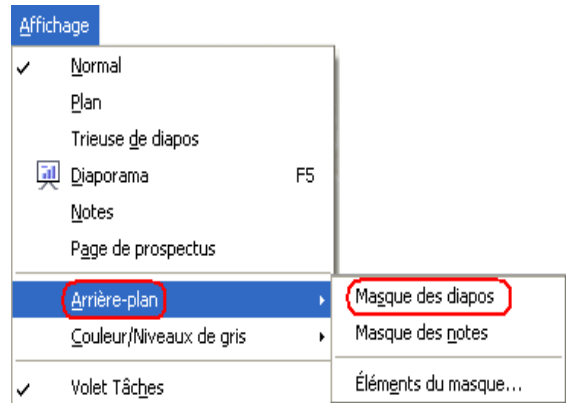 Affichage
Normal
Plan
Trieuse de diapos
Diaporama F5
Notes
Page de prospectus
Arrière-plan
Couleur/Niveaux de gris
Volet Tâches
Masque des diapos
Masque des notes
Éléments du masque...